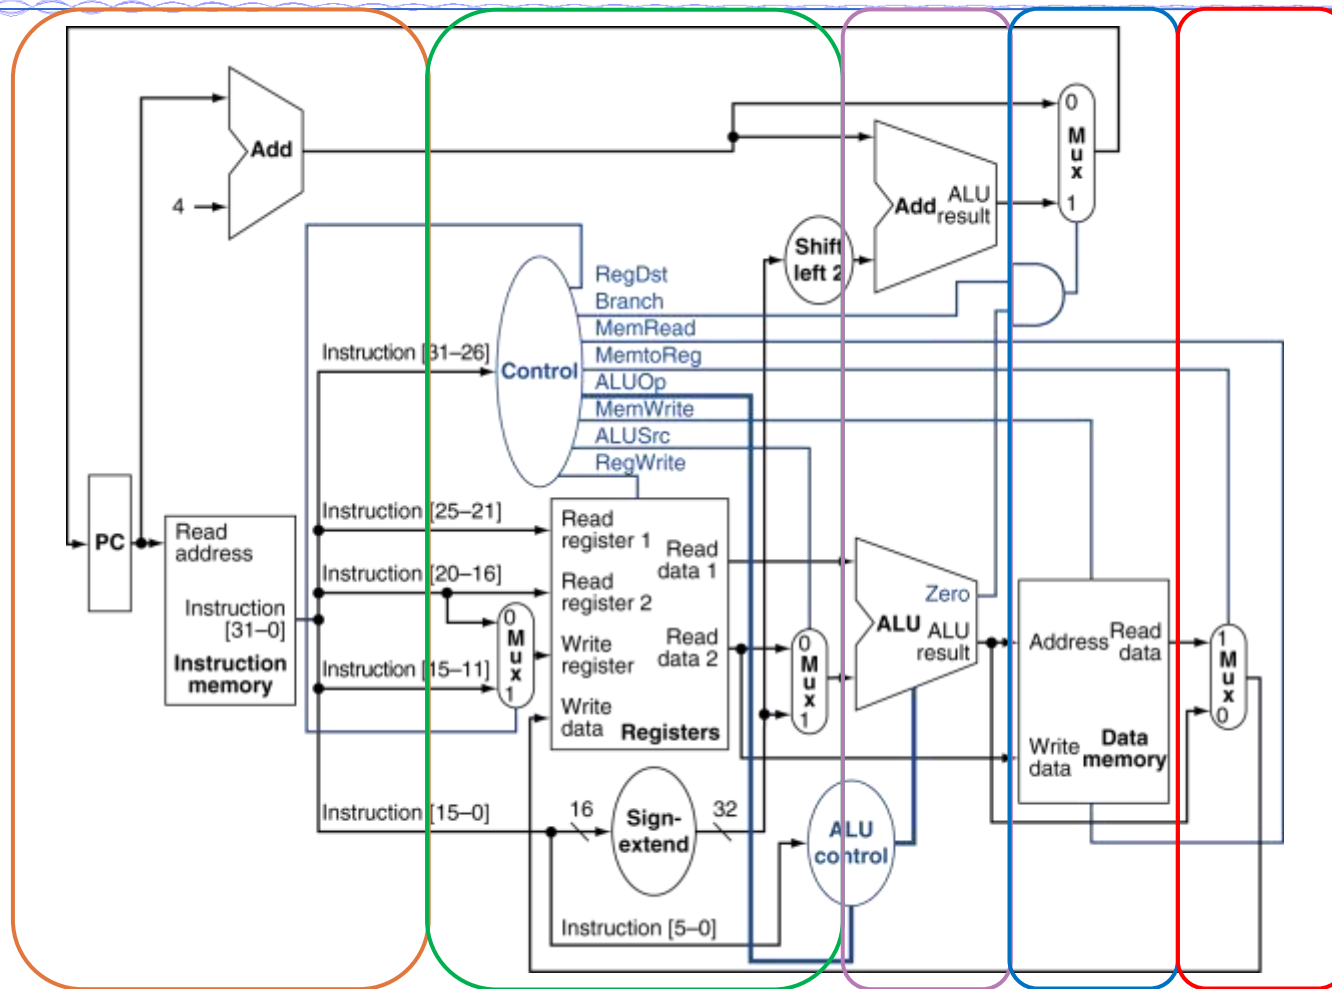 Add
4
0
M
u
x
1
Add ALU
result
Shift
left 2
RegDst
Branch
MemRead
MemtoReg
ALUOp
MemWrite
ALUSrc
RegWrite
Control
Instruction [31–26]
Instruction [25–21]
Instruction [20–16]
Instruction [15–11]
Instruction [15–0]
Instruction [5–0]
PC
Read
address
Instruction
[31–0]
Instruction
memory
0
M
u
x
1
Read
register 1
Read
register 2
Write
register
Write
data
Read
data 1
Read
data 2
Registers
16
Sign-
extend
32
0
M
u
x
1
Zero
ALU
ALU
result
ALU
control
Address
Read
data
Write
data
Data
memory
1
M
u
x
0